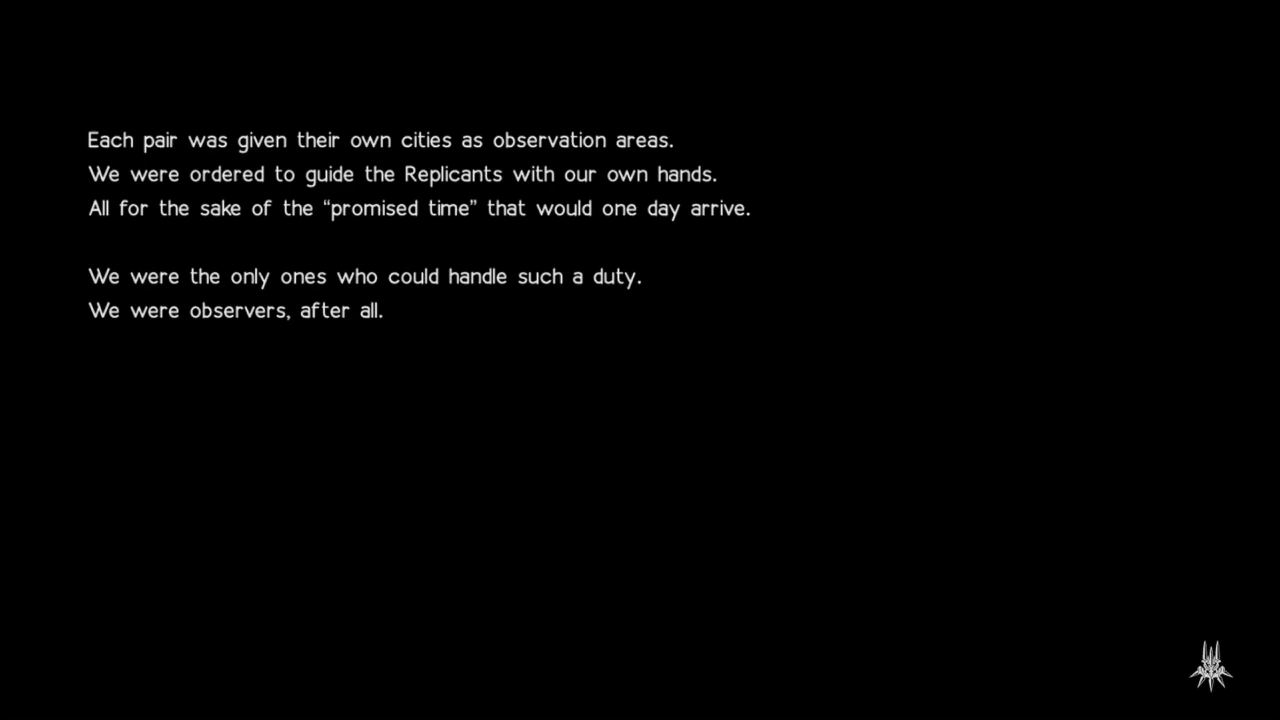 Each pair was given their own cities as observation areas.
We were ordered to guide the Replicants with our own hands.
All for the sake of the “promised time” that would one day arrive.
We were the only ones who could handle such a duty.
We were observers, after all.